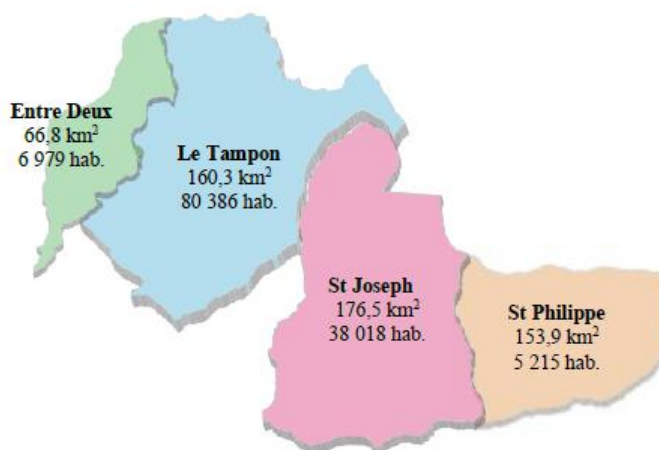 Entre Deux
66,8 km²
6 979 hab.
Le Tampon
160,3 km²
80 386 hab.
St Joseph
176,5 km²
38 018 hab.
St Philippe
153,9 km²
5 215 hab.